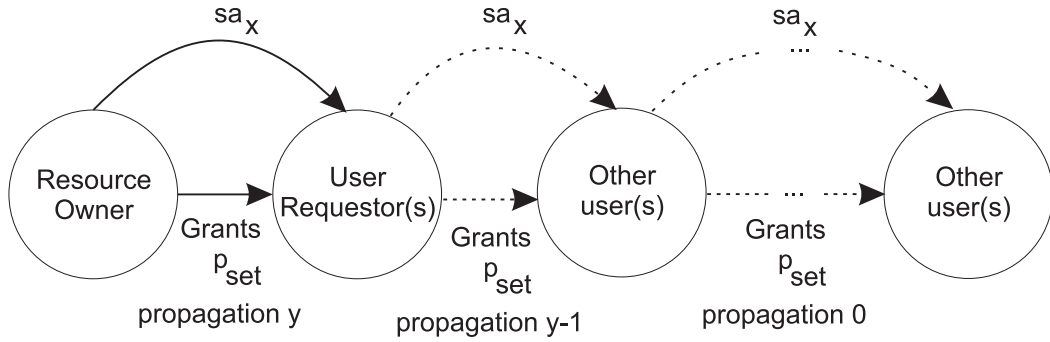 sa_x
sa_x
sa_x
...
Resource
Owner
User
Requestor(s)
Other
user(s)
...
Other
user(s)
Grants
p_set
propagation y
Grants
p_set
propagation y-1
Grants
p_set
propagation 0